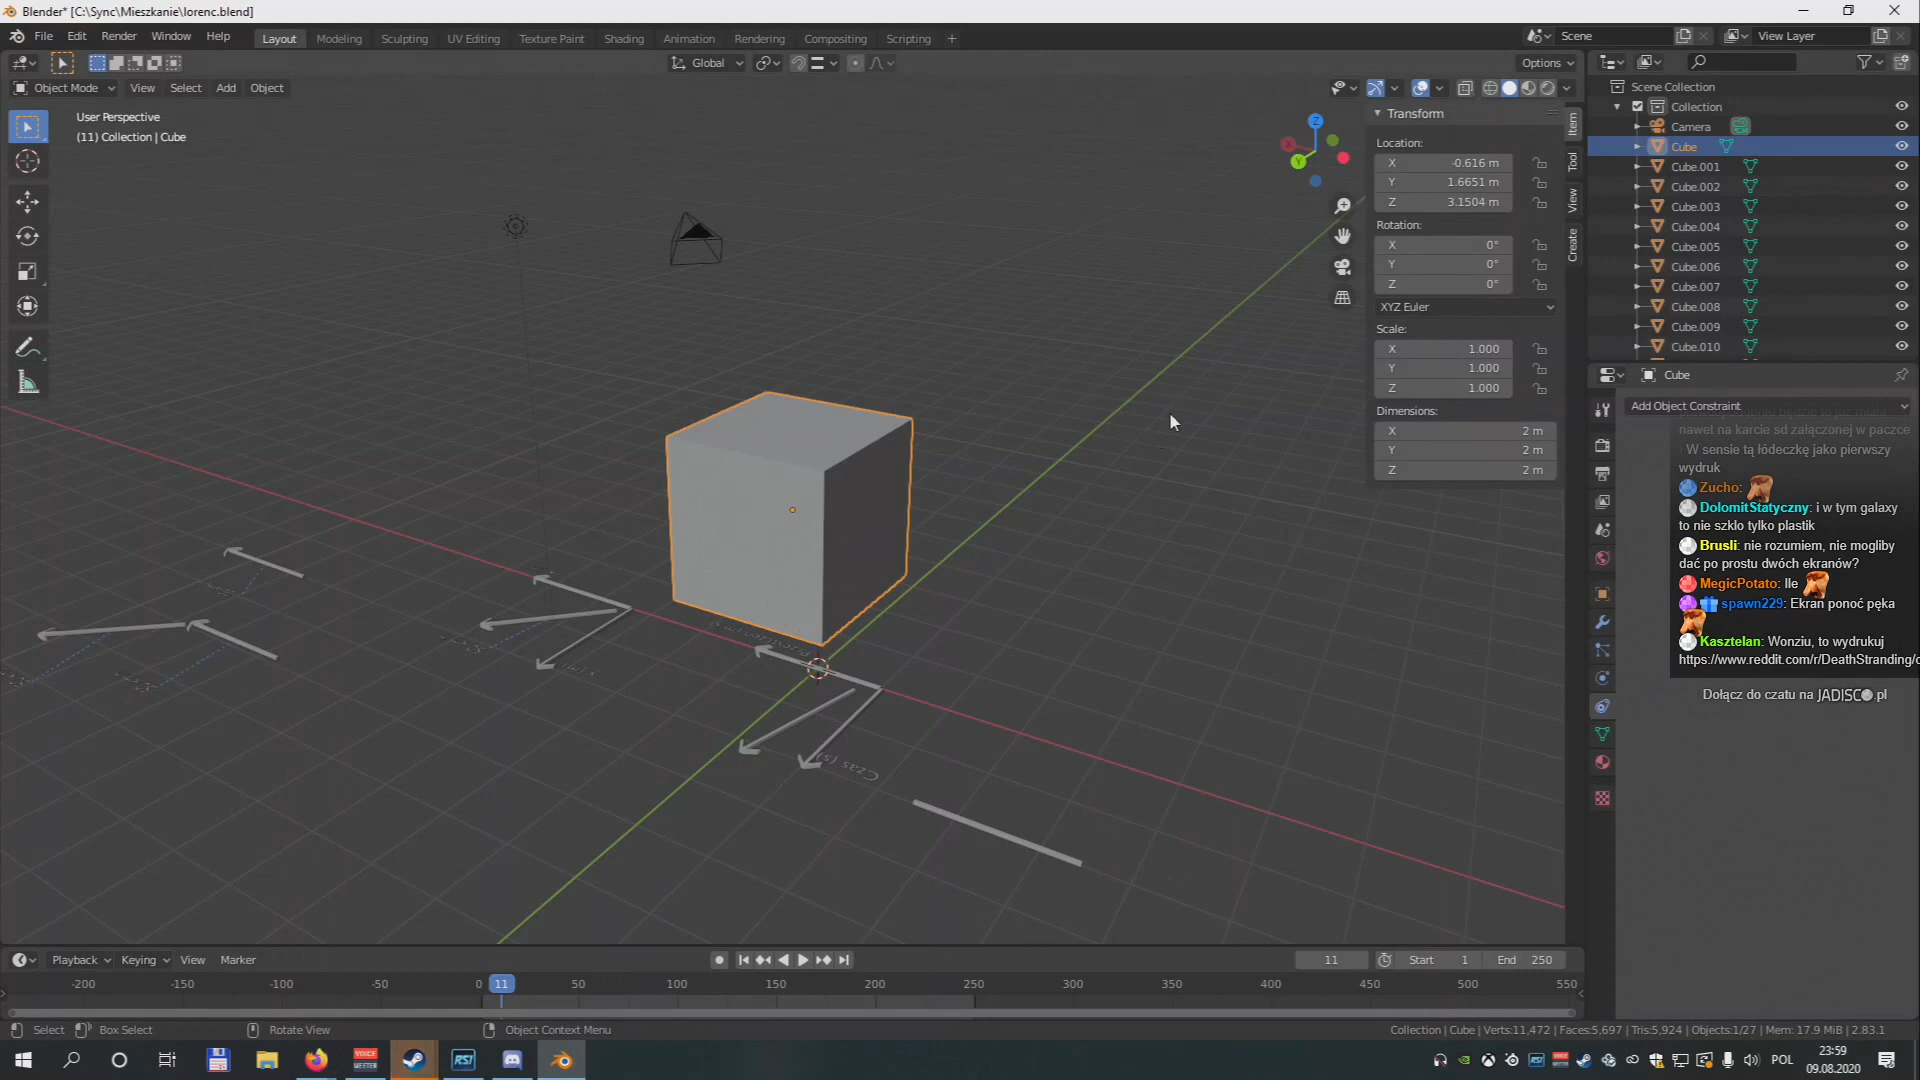 Blender* [C:\Sync\Mieszkanie\lorenc.blend]
File Edit Render Window Help
Layout Modeling Sculpting UV Editing Texture Paint Shading Animation Rendering Compositing Scripting +
Scene
View Layer
Global
Options
Object Mode View Select Add Object
User Perspective
(11) Collection | Cube
Z
X
Y
Transform
Location:
X -0.616 m
Y 1.6651 m
Z 3.1504 m
Rotation:
X 0°
Y 0°
Z 0°
XYZ Euler
Scale:
X 1.000
Y 1.000
Z 1.000
Dimensions:
X 2 m
Y 2 m
Z 2 m
Item
Tool
View
Create
Scene Collection
Collection
Camera
Cube
Cube.001
Cube.002
Cube.003
Cube.004
Cube.005
Cube.006
Cube.007
Cube.008
Cube.009
Cube.010
Cube
Add Object Constraint
nawet na karcie sd załączonej w paczce
W sensie tą łódeczkę jako pierwszy
wydruk
Zucho:
DolomitStatyczny: i w tym galaxy
to nie szklo tylko plastik
Brusli: nie rozumiem, nie mogliby
dać po prostu dwóch ekranów?
MegicPotato: Ile
spawn229: Ekran ponoć pęka
Kasztelan: Wonziu, to wydrukuj
https://www.reddit.com/r/DeathStranding/
Dołącz do czatu na JADISCO.pl
Czas (s)
Playback Keying View Marker
11
Start 1
End 250
-200 -150 -100 -50 0 11 50 100 150 200 250 300 350 400 450 500 550
Select Box Select Rotate View Object Context Menu
Collection | Cube | Verts:11,472 | Faces:5,697 | Tris:5,924 | Objects:1/27 | Mem: 17.9 MiB | 2.83.1
VOICE
MEETER
RSI
POL
23:59
09.08.2020